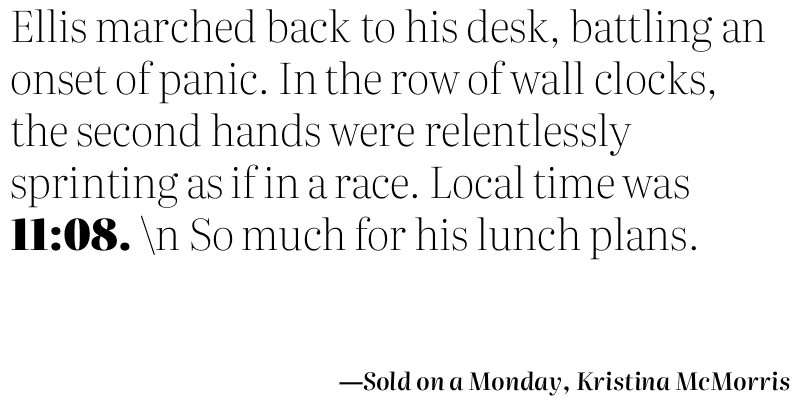 Ellis marched back to his desk, battling an
onset of panic. In the row of wall clocks,
the second hands were relentlessly
sprinting as if in a race. Local time was
11:08. \n So much for his lunch plans.
—Sold on a Monday, Kristina McMorris